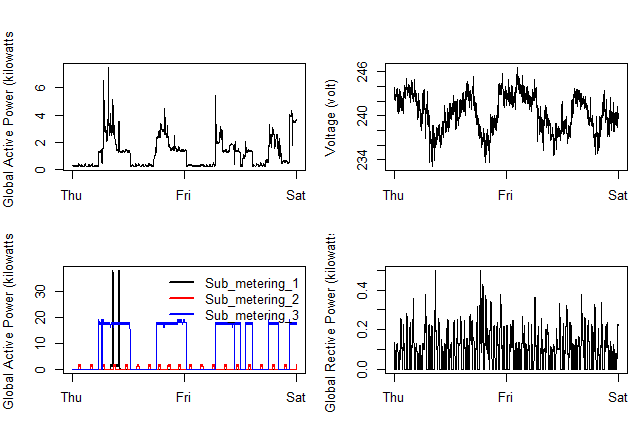 Global Active Power (kilowatts
0 2 4 6
Thu Fri Sat
Voltage (volt)
234 240 246
Thu Fri Sat
Global Active Power (kilowatts
0 10 20 30
Sub_metering_1
Sub_metering_2
Sub_metering_3
Thu Fri Sat
Global Rective Power (kilowatts
0.0 0.2 0.4
Thu Fri Sat